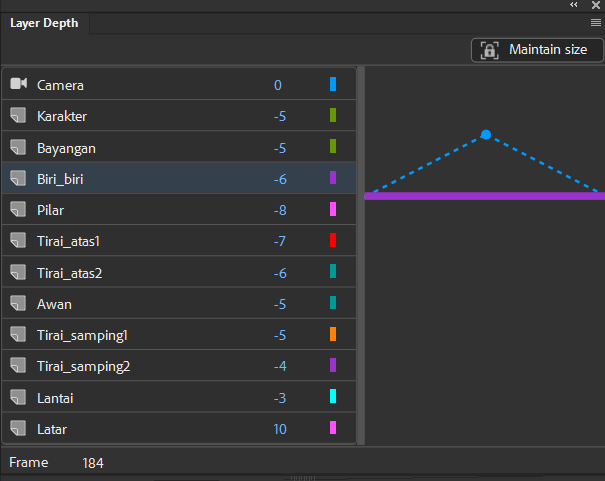 Layer Depth
Maintain size
Camera 0
Karakter -5
Bayangan -5
Biri_biri -6
Pilar -8
Tirai_atas1 -7
Tirai_atas2 -6
Awan -5
Tirai_samping1 -5
Tirai_samping2 -4
Lantai -3
Latar 10
Frame 184